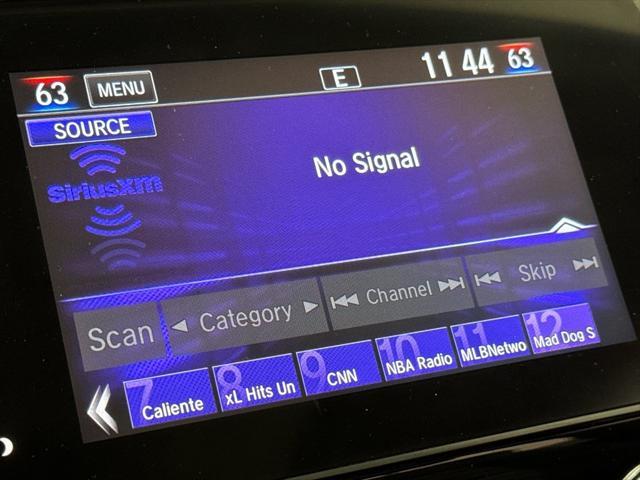 63 MENU E 11 44 63
SOURCE
SiriusXM
No Signal
Scan Category Channel Skip
7 Caliente
8 xL Hits Un
9 CNN
10 NBA Radio
11 MLBNetwo
12 Mad Dog S